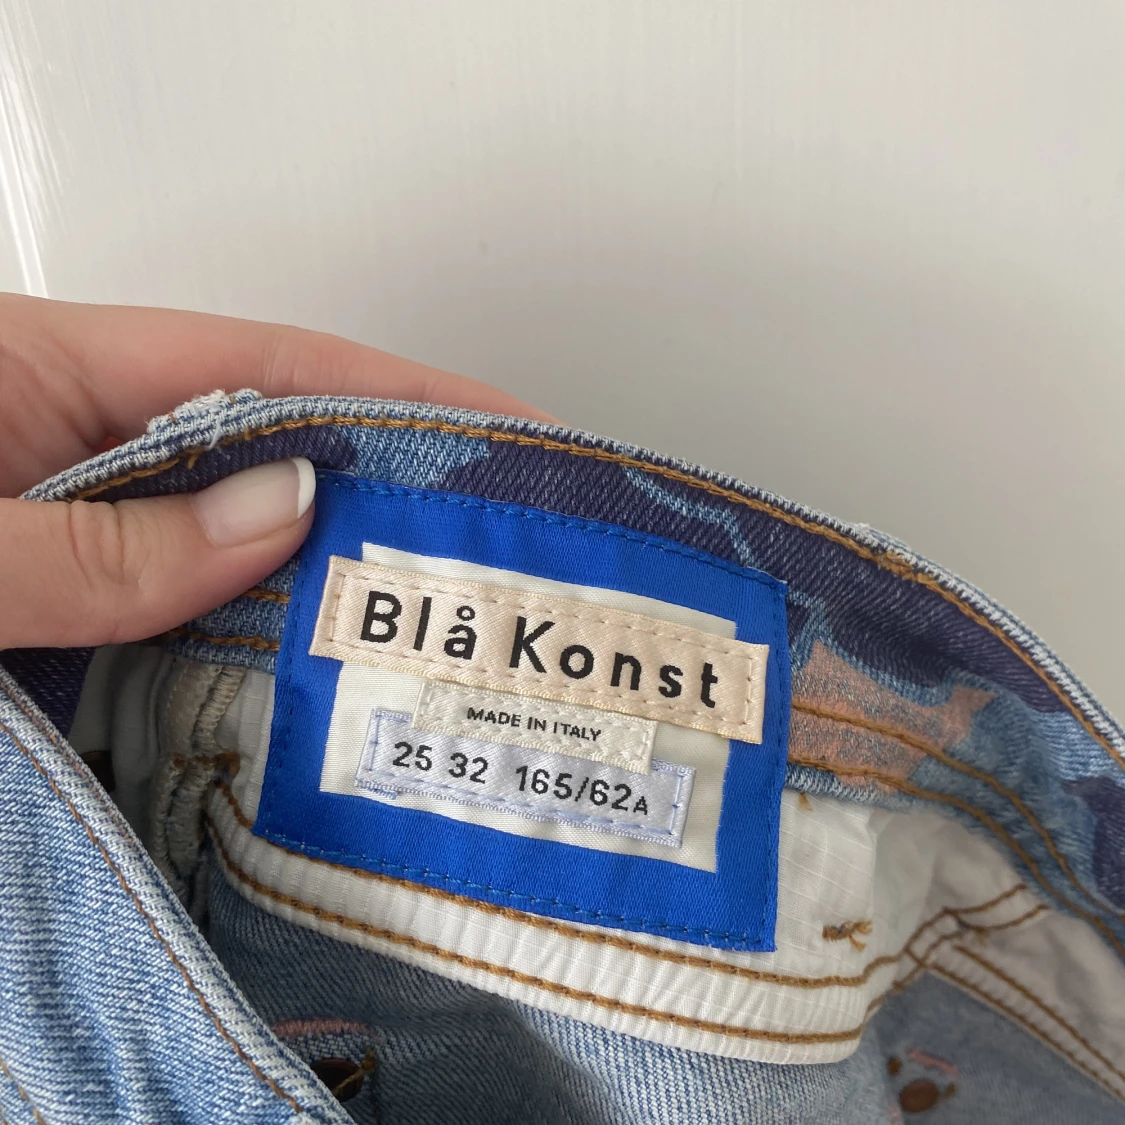 Blå Konst
MADE IN ITALY
25 32 165/62A